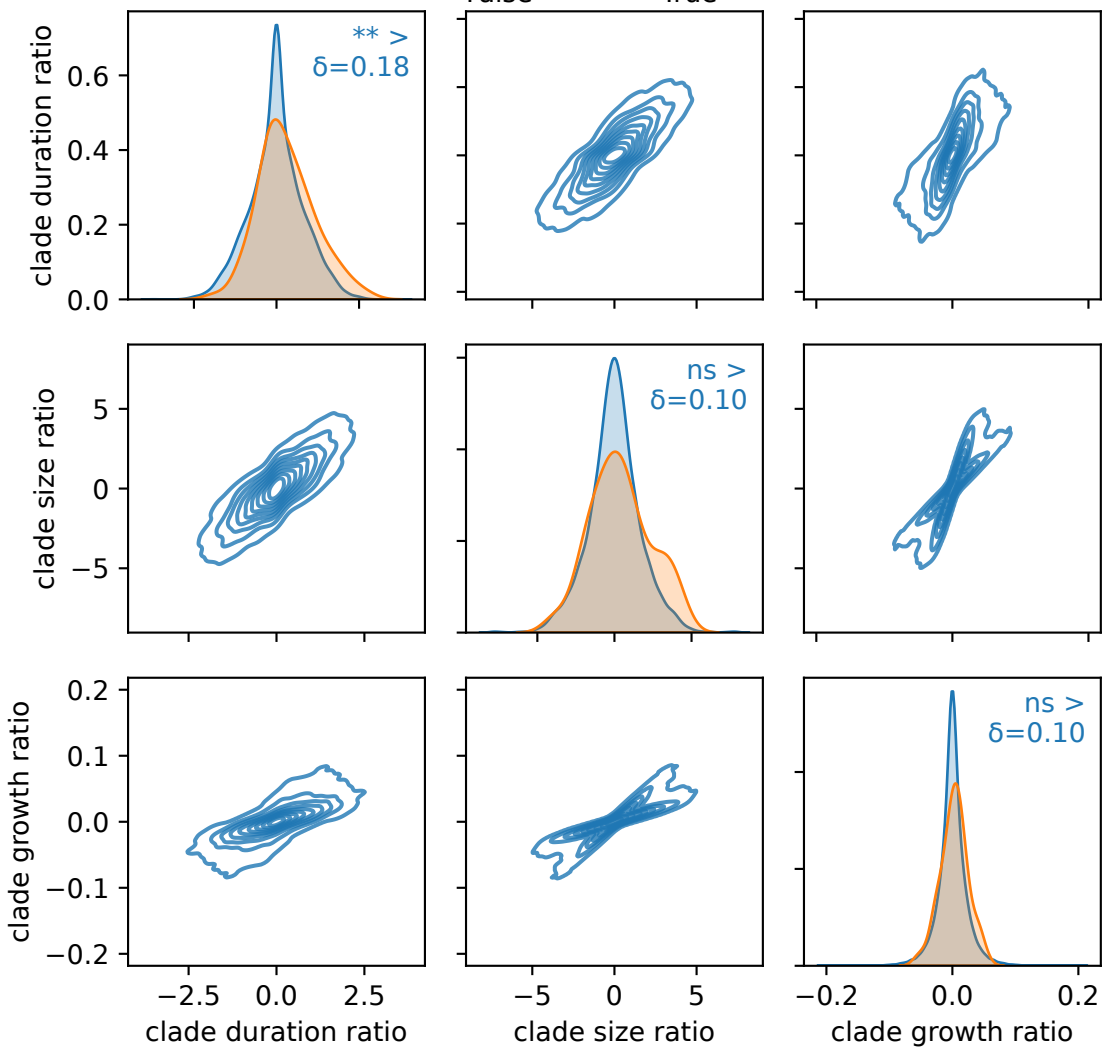 clade duration ratio
0.6
0.4
0.2
0.0
** >
δ=0.18
clade size ratio
5
0
−5
ns >
δ=0.10
clade growth ratio
0.2
0.1
0.0
−0.1
−0.2
ns >
δ=0.10
−2.5 0.0 2.5
−5 0 5
−0.2 0.0 0.2
clade duration ratio
clade size ratio
clade growth ratio